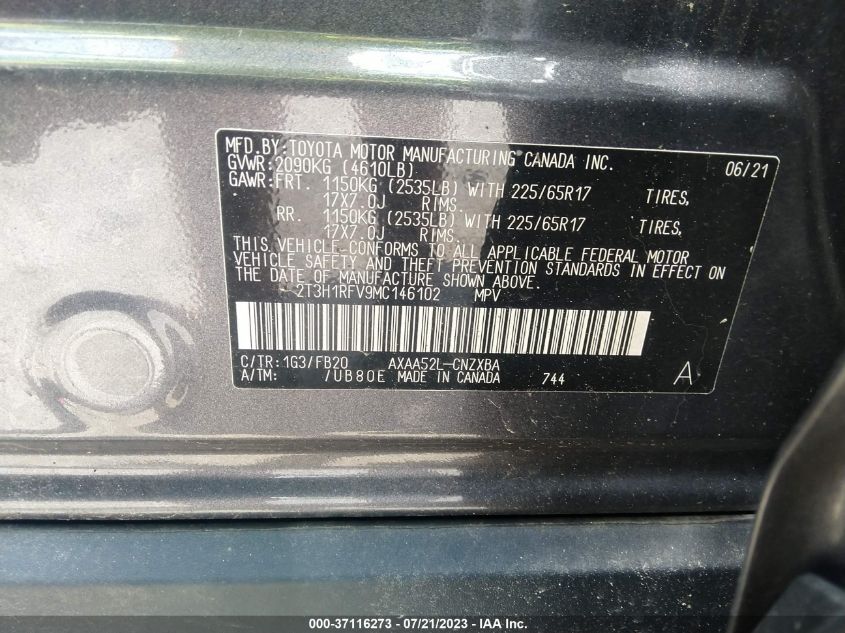 MFD.BY:TOYOTA MOTOR MANUFACTURING CANADA INC. 06/21
GVWR:2090KG (4610LB)
GAWR:FRT. 1150KG (2535LB) WITH 225/65R17 TIRES,
17X7.0J RIMS,
RR. 1150KG (2535LB) WITH 225/65R17 TIRES,
17X7.0J RIMS.
THIS VEHICLE CONFORMS TO ALL APPLICABLE FEDERAL MOTOR
VEHICLE SAFETY AND THEFT PREVENTION STANDARDS IN EFFECT ON
THE DATE OF MANUFACTURE SHOWN ABOVE.
2T3H1RFV9MC146102 MPV
C/TR:1G3/FB20 AXAA52L-CNZXBA
A/TM: /UB80E MADE IN CANADA 744 A
000-37116273 - 07/21/2023 - IAA Inc.